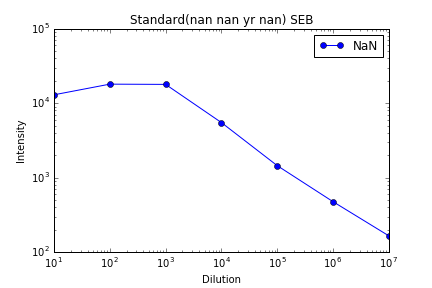 Standard(nan nan yr nan) SEB
NaN
Intensity
10^5
10^4
10^3
10^2
10^1 10^2 10^3 10^4 10^5 10^6 10^7
Dilution